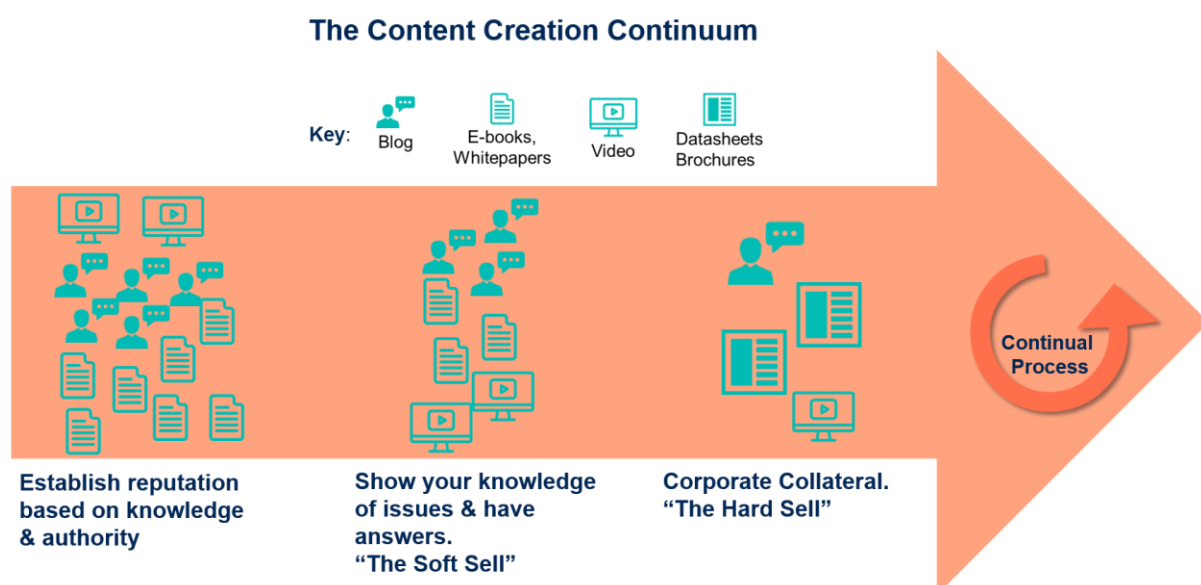 The Content Creation Continuum
Key:
Blog
E-books,
Whitepapers
Video
Datasheets
Brochures
Continual
Process
Establish reputation
based on knowledge
& authority
Show your knowledge
of issues & have
answers.
“The Soft Sell”
Corporate Collateral.
“The Hard Sell”